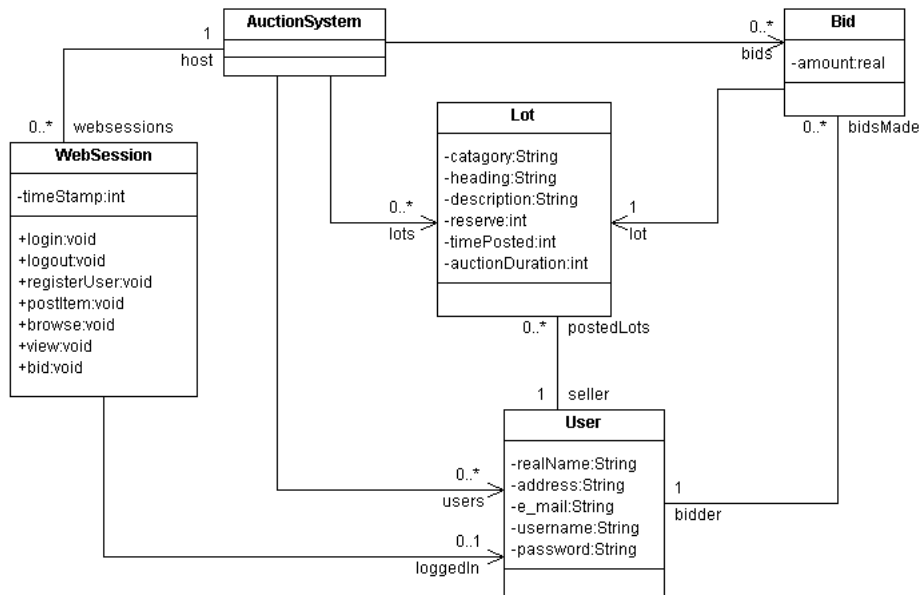 AuctionSystem
1
host
0..*
bids
Bid
-amount:real
0..*
websessions
WebSession
-timeStamp:int
+login:void
+logout:void
+registerUser:void
+postItem:void
+browse:void
+view:void
+bid:void
Lot
-catagory:String
-heading:String
-description:String
-reserve:int
-timePosted:int
-auctionDuration:int
0..*
lots
1
lot
0..*
bidsMade
0..*
postedLots
1
seller
User
-realName:String
-address:String
-e_mail:String
-username:String
-password:String
0..*
users
0..1
loggedIn
1
bidder